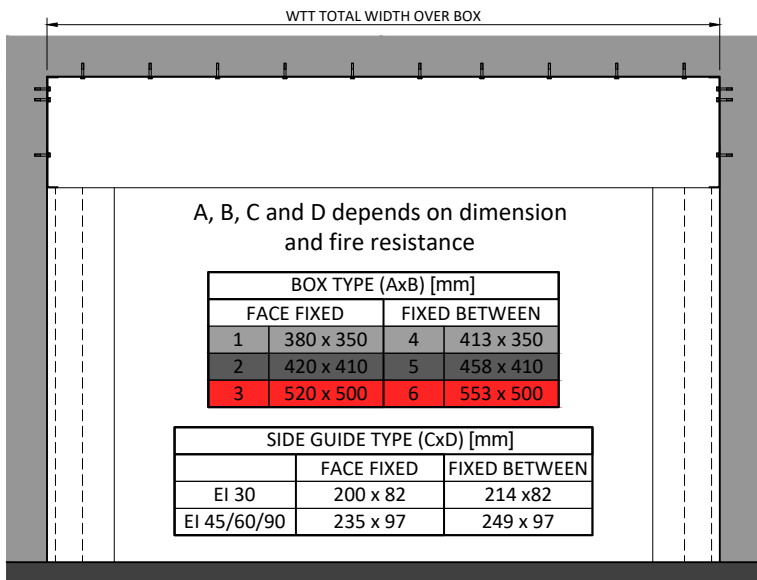 WTT TOTAL WIDTH OVER BOX
A, B, C and D depends on dimension
and fire resistance
BOX TYPE (AxB) [mm]
FACE FIXED FIXED BETWEEN
1 380 x 350 4 413 x 350
2 420 x 410 5 458 x 410
3 520 x 500 6 553 x 500
SIDE GUIDE TYPE (CxD) [mm]
FACE FIXED FIXED BETWEEN
EI 30 200 x 82 214 x82
EI 45/60/90 235 x 97 249 x 97